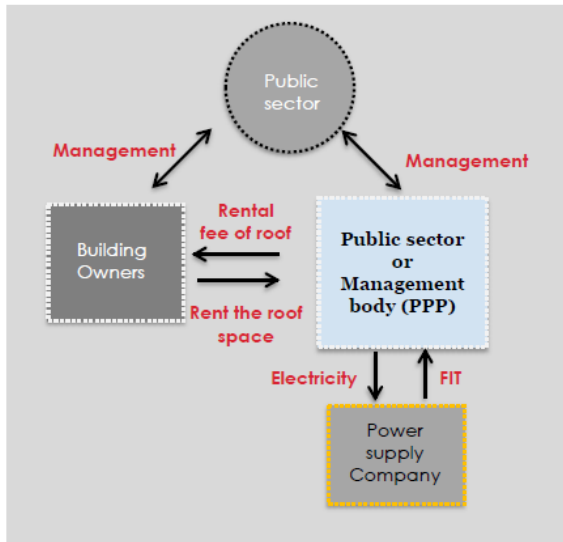 Public
sector
Management
Management
Rental
fee of roof
Building
Owners
Public sector
or
Management
body (PPP)
Rent the roof
space
Electricity
FIT
Power
supply
Company